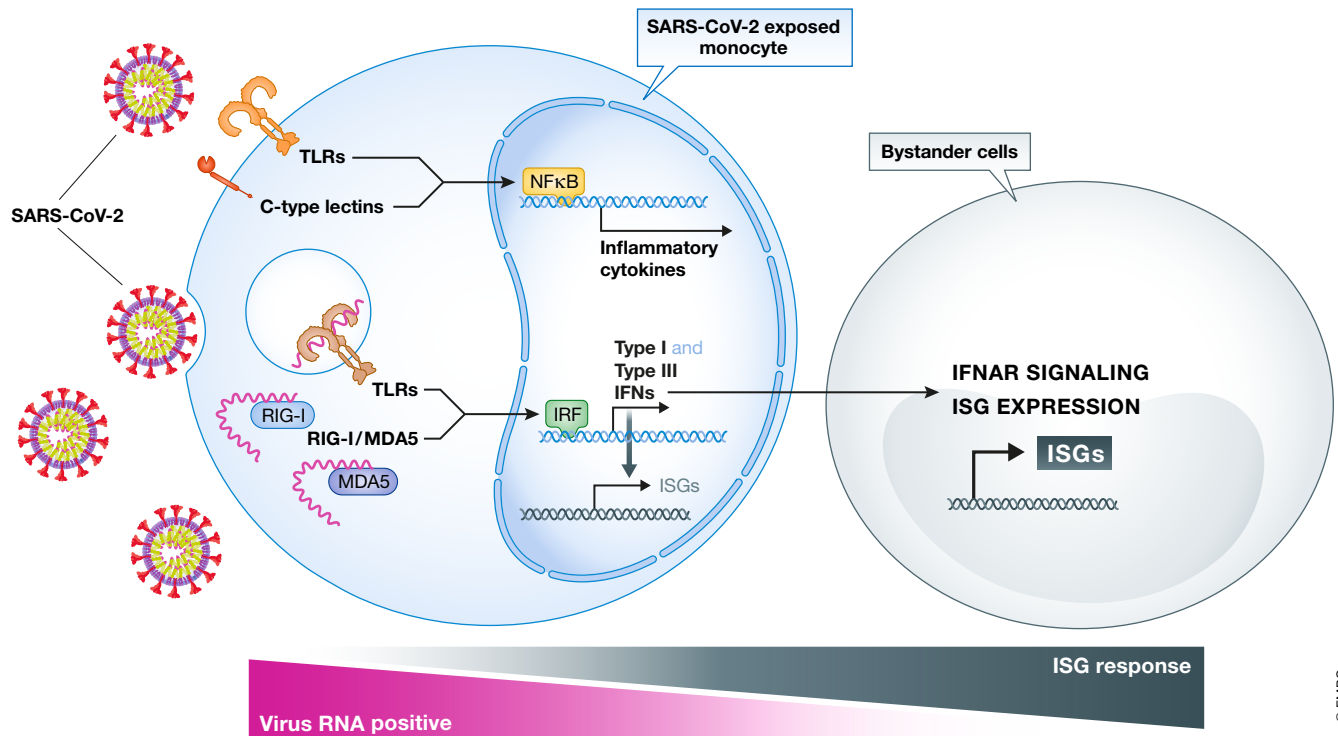 SARS-CoV-2 exposed
monocyte
Bystander cells
TLRs
NFκB
C-type lectins
SARS-CoV-2
Inflammatory
cytokines
Type I and
Type III
IFNs
TLRs
RIG-I
IRF
RIG-I/MDA5
MDA5
ISGs
IFNAR SIGNALING
ISG EXPRESSION
ISGs
ISG response
Virus RNA positive